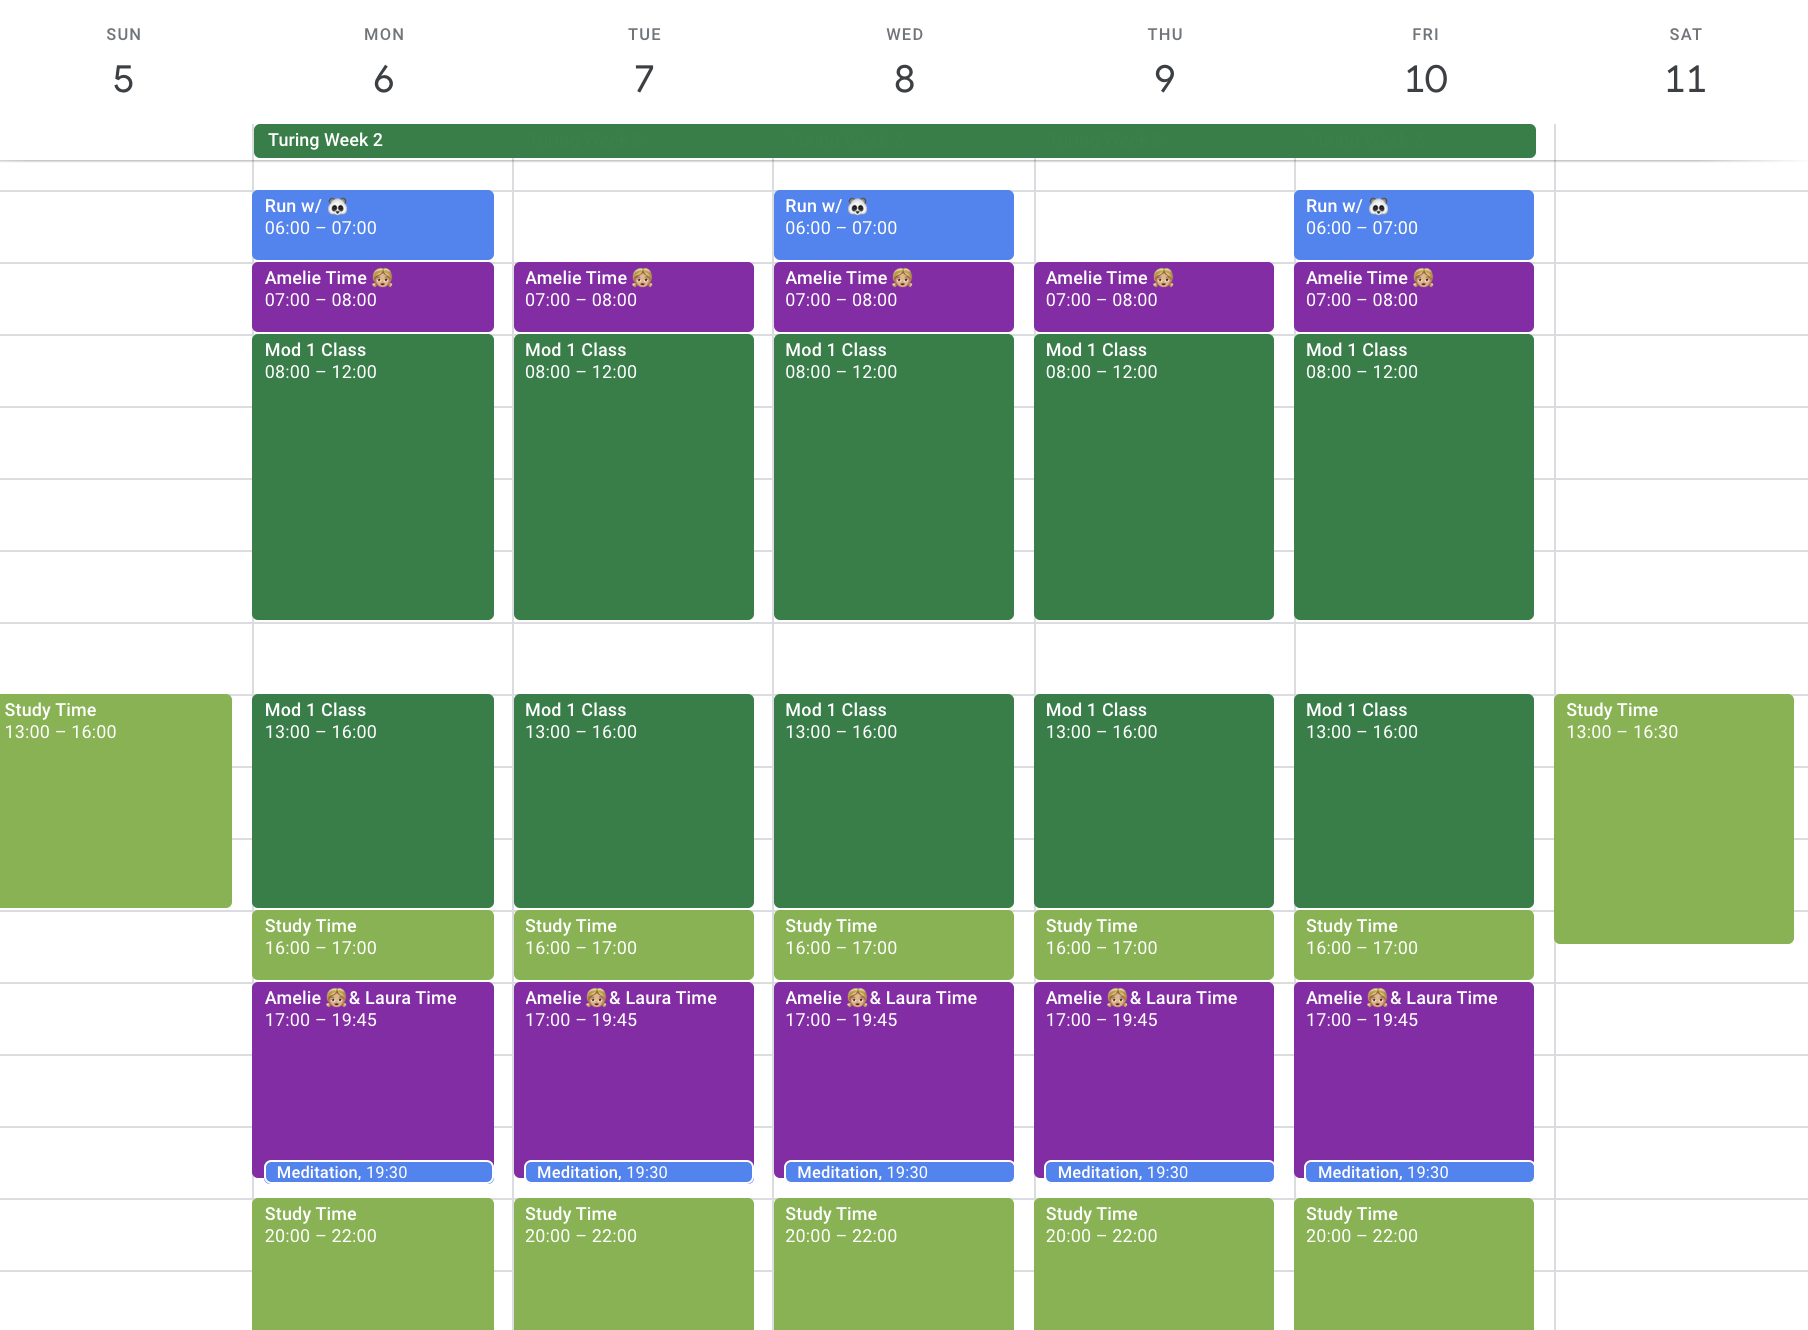 SUN MON TUE WED THU FRI SAT
5 6 7 8 9 10 11
Turing Week 2
Run w/ 🐼 Run w/ 🐼 Run w/ 🐼
06:00 – 07:00 06:00 – 07:00 06:00 – 07:00
Amelie Time 👧🏼 Amelie Time 👧🏼 Amelie Time 👧🏼 Amelie Time 👧🏼 Amelie Time 👧🏼
07:00 – 08:00 07:00 – 08:00 07:00 – 08:00 07:00 – 08:00 07:00 – 08:00
Mod 1 Class Mod 1 Class Mod 1 Class Mod 1 Class Mod 1 Class
08:00 – 12:00 08:00 – 12:00 08:00 – 12:00 08:00 – 12:00 08:00 – 12:00
Study Time Mod 1 Class Mod 1 Class Mod 1 Class Mod 1 Class Mod 1 Class Study Time
13:00 – 16:00 13:00 – 16:00 13:00 – 16:00 13:00 – 16:00 13:00 – 16:00 13:00 – 16:00 13:00 – 16:30
Study Time Study Time Study Time Study Time Study Time
16:00 – 17:00 16:00 – 17:00 16:00 – 17:00 16:00 – 17:00 16:00 – 17:00
Amelie 👧🏼& Laura Time Amelie 👧🏼& Laura Time Amelie 👧🏼& Laura Time Amelie 👧🏼& Laura Time Amelie 👧🏼& Laura Time
17:00 – 19:45 17:00 – 19:45 17:00 – 19:45 17:00 – 19:45 17:00 – 19:45
Meditation, 19:30 Meditation, 19:30 Meditation, 19:30 Meditation, 19:30 Meditation, 19:30
Study Time Study Time Study Time Study Time Study Time
20:00 – 22:00 20:00 – 22:00 20:00 – 22:00 20:00 – 22:00 20:00 – 22:00